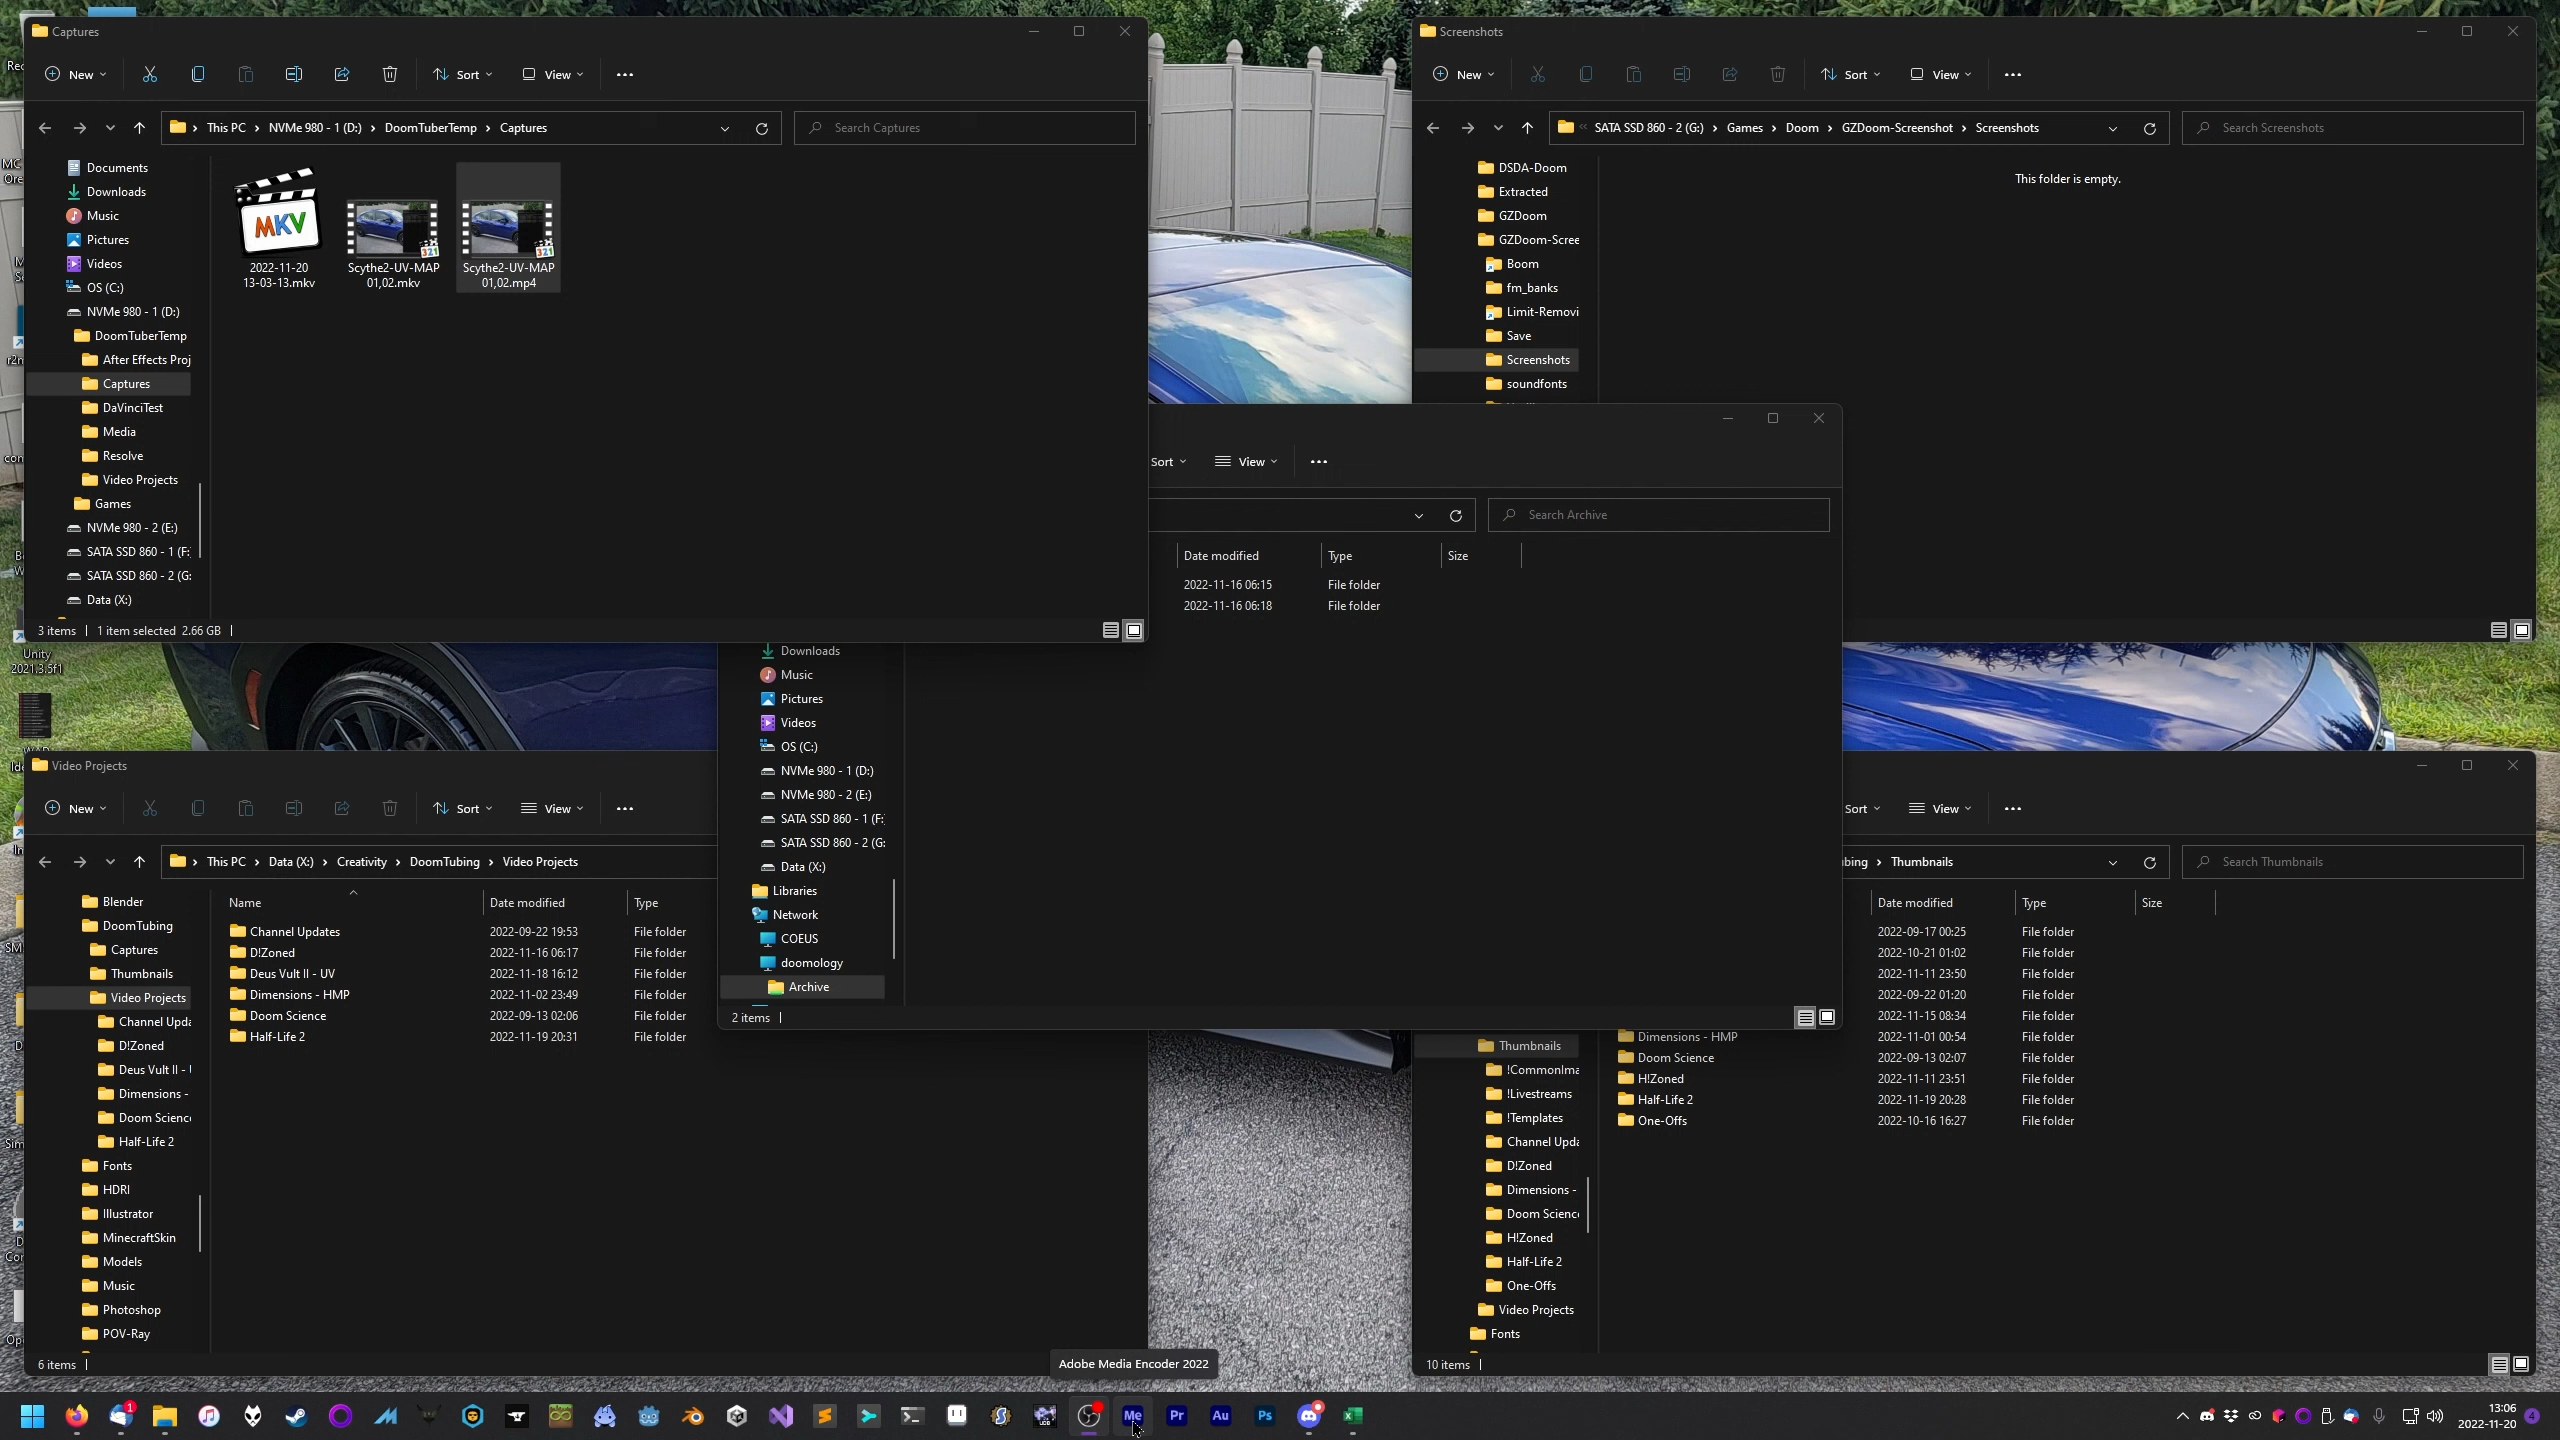 Captures
New
Sort
View
This PC > NVMe 980 - 1 (D:) > DoomTuberTemp > Captures
Search Captures
Documents
Downloads
Music
Pictures
Videos
OS (C:)
NVMe 980 - 1 (D:)
DoomTuberTemp
After Effects Proj
Captures
DaVinciTest
Media
Resolve
Video Projects
Games
NVMe 980 - 2 (E:)
SATA SSD 860 - 1 (F:
SATA SSD 860 - 2 (G:
Data (X:)
MKV
2022-11-20
13-03-13.mkv
321
Scythe2-UV-MAP
01,02.mkv
321
Scythe2-UV-MAP
01,02.mp4
3 items
1 item selected 2.66 GB
Screenshots
New
Sort
View
« SATA SSD 860 - 2 (G:) > Games > Doom > GZDoom-Screenshot > Screenshots
Search Screenshots
DSDA-Doom
Extracted
GZDoom
GZDoom-Scree
Boom
fm_banks
Limit-Removi
Save
Screenshots
soundfonts
This folder is empty.
Sort
View
Search Archive
Date modified
Type
Size
2022-11-16 06:15
File folder
2022-11-16 06:18
File folder
Downloads
Music
Pictures
Videos
OS (C:)
NVMe 980 - 1 (D:)
NVMe 980 - 2 (E:)
SATA SSD 860 - 1 (F:
SATA SSD 860 - 2 (G:
Data (X:)
Libraries
Network
COEUS
doomology
Archive
2 items
Unity
2021.3.5f1
Video Projects
New
Sort
View
This PC > Data (X:) > Creativity > DoomTubing > Video Projects
Blender
DoomTubing
Captures
Thumbnails
Video Projects
Channel Upda
D!Zoned
Deus Vult II - U
Dimensions -
Doom Science
Half-Life 2
Fonts
HDRI
Illustrator
MinecraftSkin
Models
Music
Photoshop
POV-Ray
Name
Date modified
Type
Channel Updates
2022-09-22 19:53
File folder
D!Zoned
2022-11-16 06:17
File folder
Deus Vult II - UV
2022-11-18 16:12
File folder
Dimensions - HMP
2022-11-02 23:49
File folder
Doom Science
2022-09-13 02:06
File folder
Half-Life 2
2022-11-19 20:31
File folder
6 items
Sort
View
bing > Thumbnails
Search Thumbnails
Date modified
Type
Size
2022-09-17 00:25
File folder
2022-10-21 01:02
File folder
2022-11-11 23:50
File folder
2022-09-22 01:20
File folder
2022-11-15 08:34
File folder
Dimensions - HMP
2022-11-01 00:54
File folder
Doom Science
2022-09-13 02:07
File folder
H!Zoned
2022-11-11 23:51
File folder
Half-Life 2
2022-11-19 20:28
File folder
One-Offs
2022-10-16 16:27
File folder
Thumbnails
!CommonIma
!Livestreams
!Templates
Channel Upda
D!Zoned
Dimensions -
Doom Science
H!Zoned
Half-Life 2
One-Offs
Video Projects
Fonts
10 items
Adobe Media Encoder 2022
1
Me
Pr
Au
Ps
13:06
2022-11-20
4